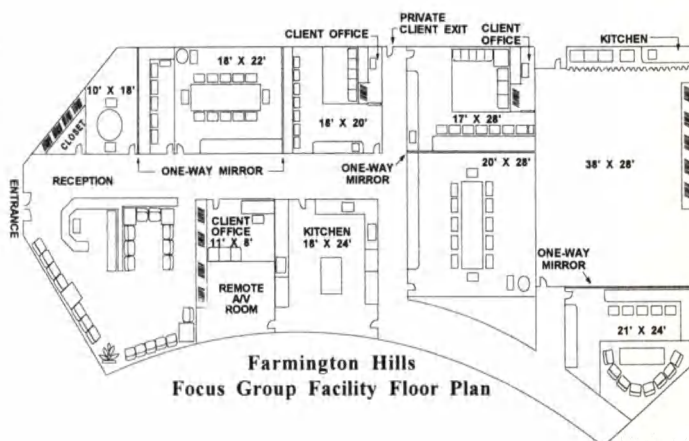 PRIVATE
CLIENT EXIT
CLIENT OFFICE
CLIENT
OFFICE
KITCHEN
18' X 22'
10' X 18'
CLOSET
16' X 20'
17' X 28'
ONE-WAY MIRROR
ONE-WAY
MIRROR
20' X 28'
38' X 28'
RECEPTION
ENTRANCE
CLIENT
OFFICE
11' X 8'
KITCHEN
18' X 24'
REMOTE
A/V
ROOM
ONE-WAY
MIRROR
21' X 24'
Farmington Hills
Focus Group Facility Floor Plan